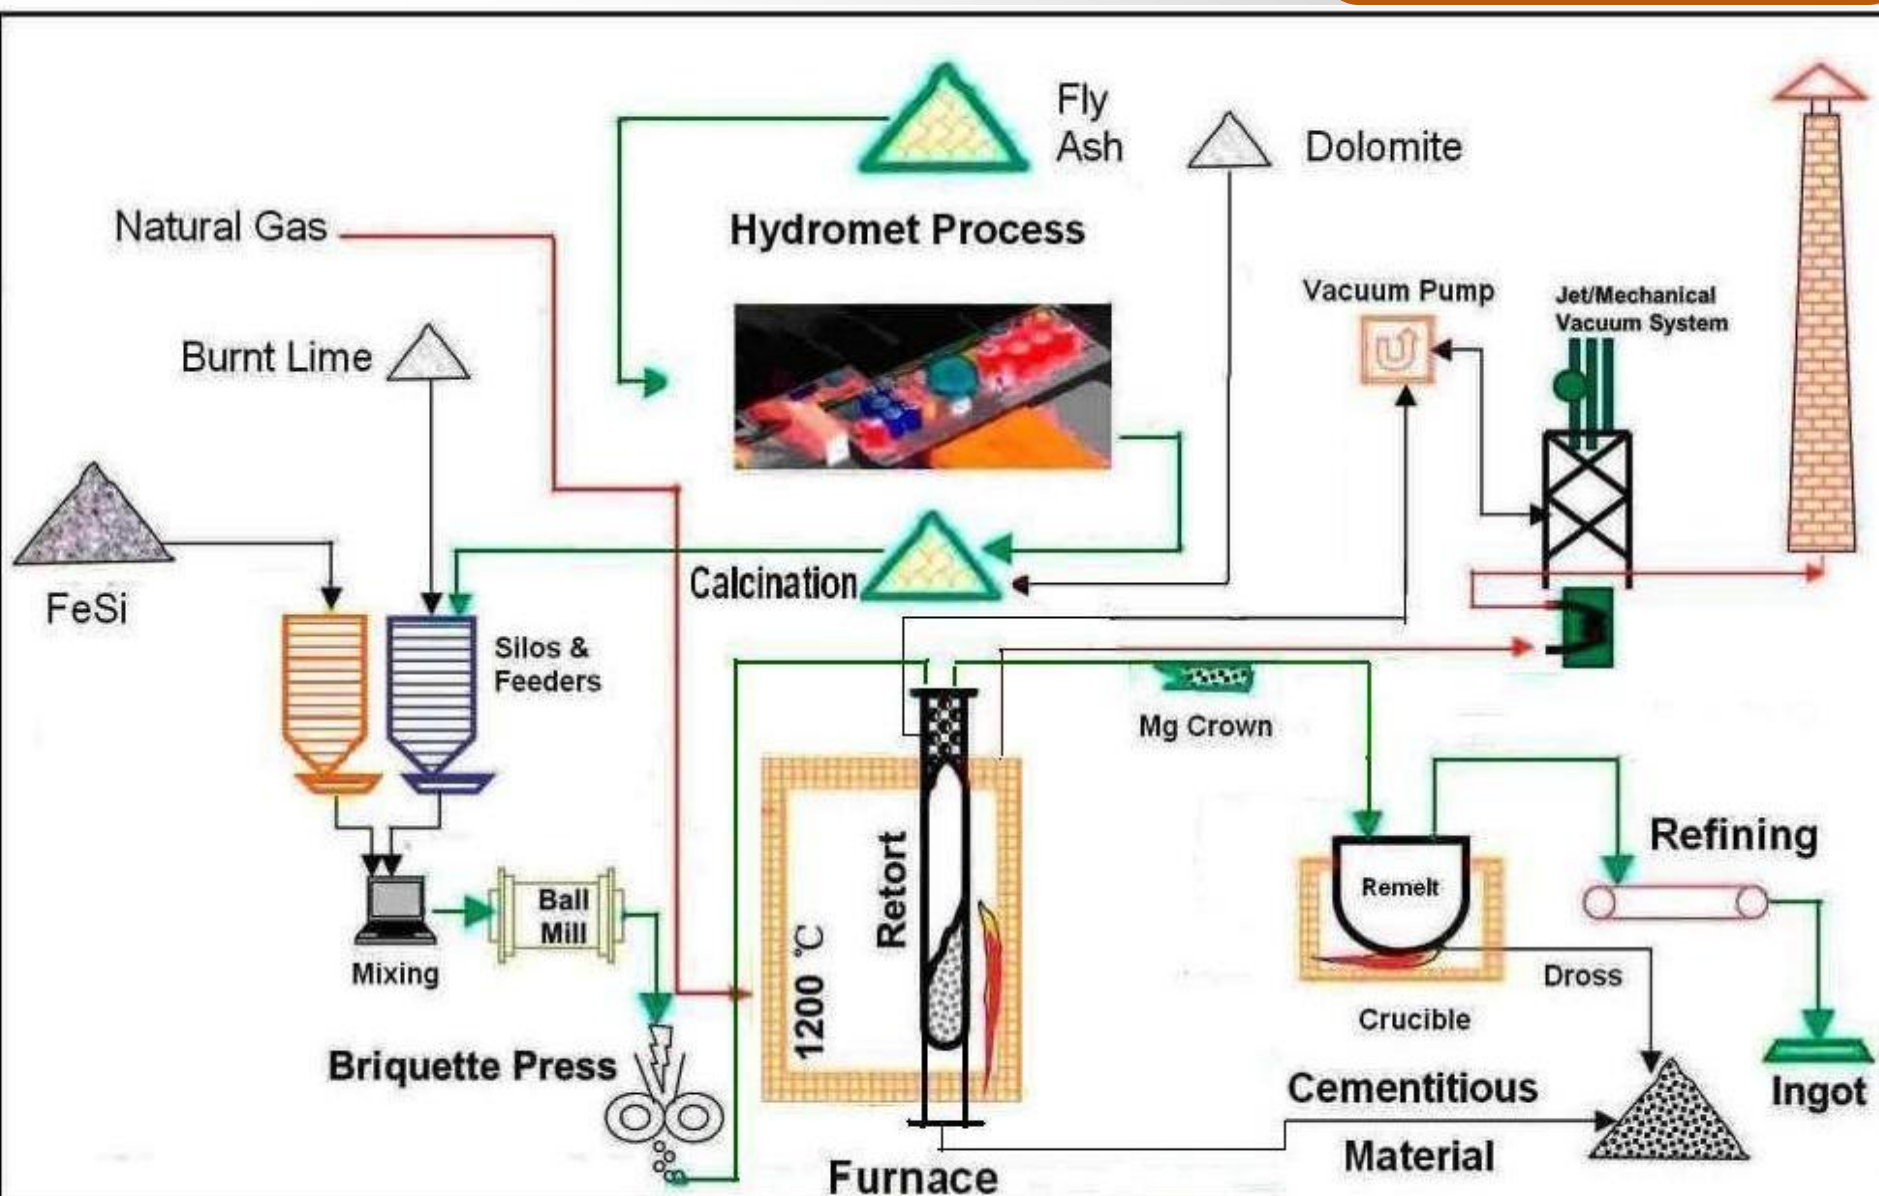 Fly
Ash
Dolomite
Hydromet Process
Natural Gas
Vacuum Pump
Jet/Mechanical
Vacuum System
Burnt Lime
FeSi
Calcination
Silos &
Feeders
Mg Crown
Retort
1200 °C
Ball
Mill
Mixing
Remelt
Refining
Dross
Crucible
Briquette Press
Cementitious
Material
Ingot
Furnace